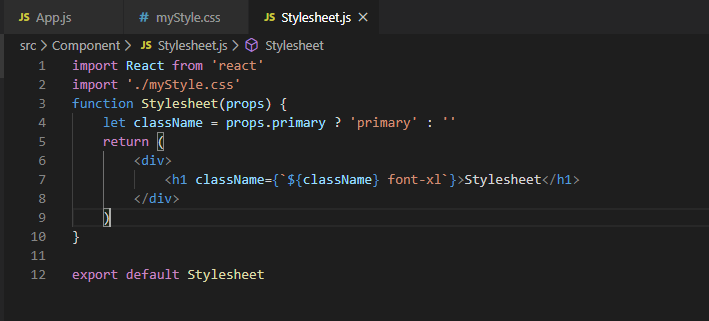 JS App.js # myStyle.css JS Stylesheet.js ×
src > Component > JS Stylesheet.js > Stylesheet
1 import React from 'react'
2 import './myStyle.css'
3 function Stylesheet(props) {
4     let className = props.primary ? 'primary' : ''
5     return (
6         <div>
7             <h1 className={`${className} font-xl`}>Stylesheet</h1>
8         </div>
9     )
10 }
11
12 export default Stylesheet